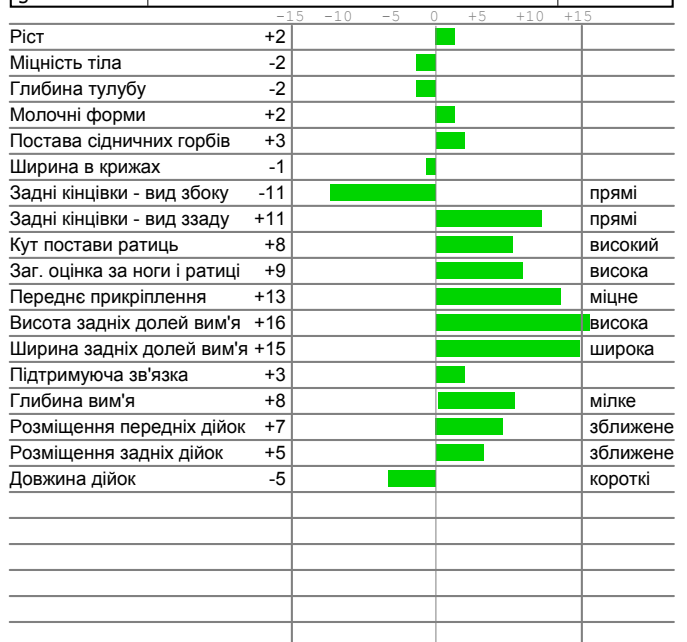 -15 -10 -5 0 +5 +10 +15
Ріст +2
Міцність тіла -2
Глибина тулубу -2
Молочні форми +2
Постава сідничних горбів +3
Ширина в крижах -1
Задні кінцівки - вид збоку -11 прямі
Задні кінцівки - вид ззаду +11 прямі
Кут постави ратиць +8 високий
Заг. оцінка за ноги і ратиці +9 висока
Переднє прикріплення +13 міцне
Висота задніх долей вим'я +16 висока
Ширина задніх долей вим'я +15 широка
Підтримуюча зв'язка +3
Глибина вим'я +8 мілке
Розміщення передніх дійок +7 зближене
Розміщення задніх дійок +5 зближене
Довжина дійок -5 короткі